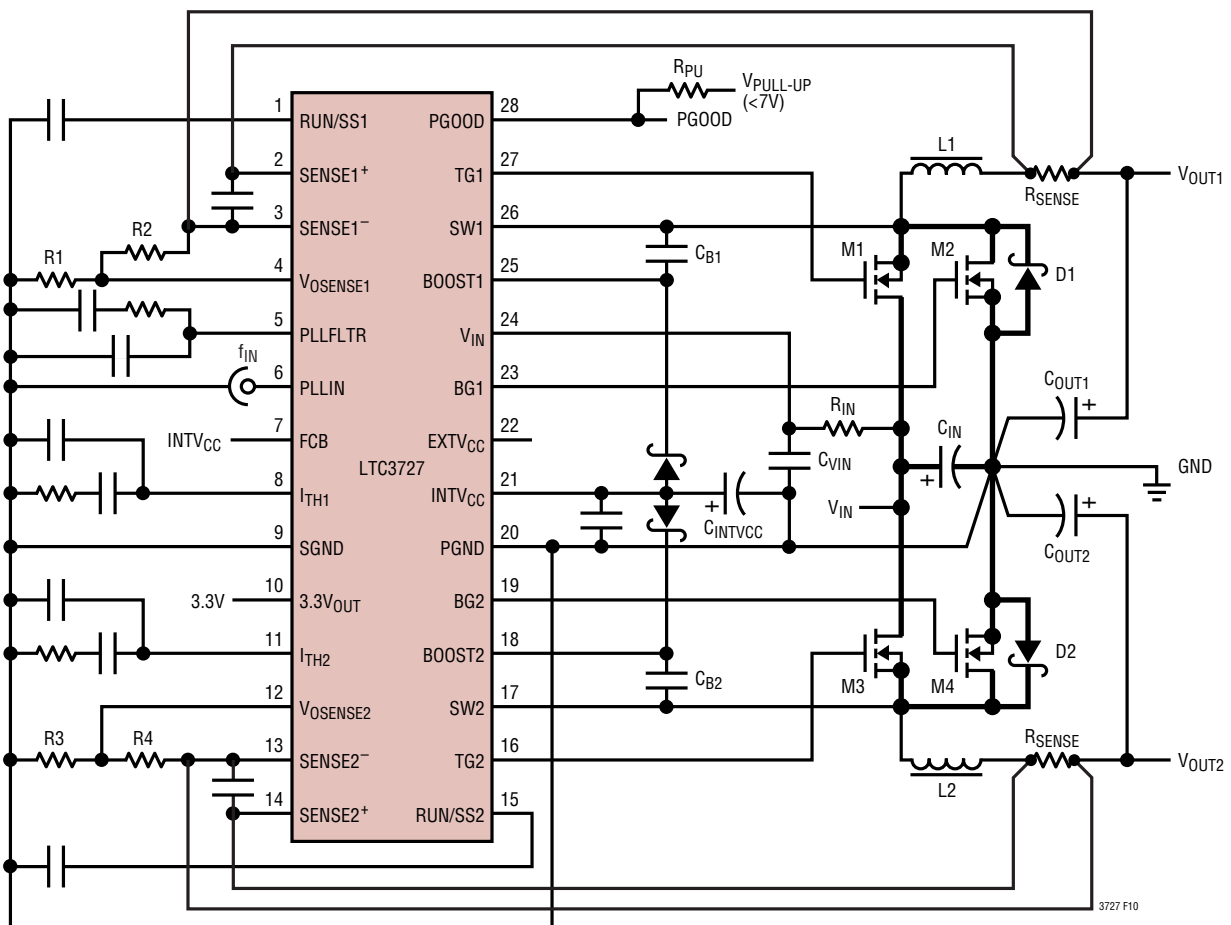 RPU
VPULL-UP
(<7V)
1
RUN/SS1
PGOOD
28
PGOOD
2
SENSE1+
TG1
27
L1
RSENSE
VOUT1
3
SENSE1−
SW1
26
R2
CB1
M1
M2
D1
R1
4
VOSENSE1
BOOST1
25
5
PLLFLTR
VIN
24
fIN
6
PLLIN
BG1
23
COUT1
+
RIN
INTVCC
7
FCB
EXTVCC
22
CIN
+
CVIN
LTC3727
GND
8
ITH1
INTVCC
21
+
CINTVCC
VIN
+
COUT2
9
SGND
PGND
20
3.3V
10
3.3VOUT
BG2
19
11
ITH2
BOOST2
18
CB2
M3
M4
D2
12
VOSENSE2
SW2
17
R3
R4
13
SENSE2−
TG2
16
RSENSE
VOUT2
L2
14
SENSE2+
RUN/SS2
15
3727 F10